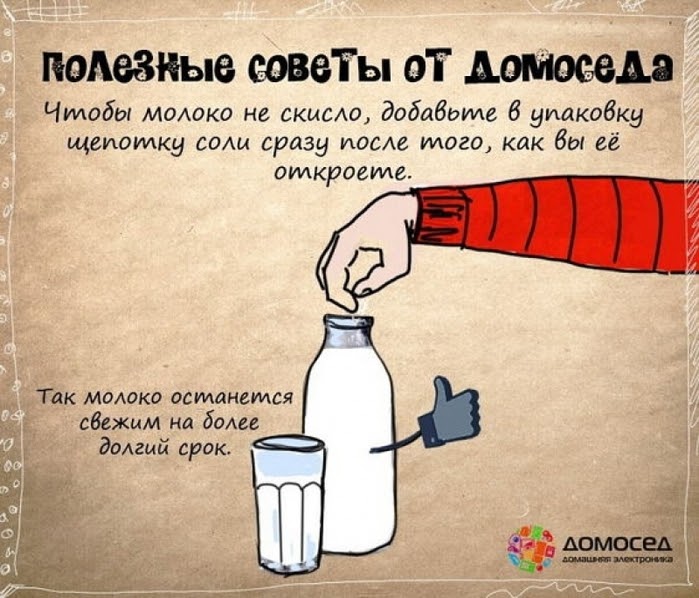 полезные советы от Домоседа
Чтобы молоко не скисло, добавьте в упаковку
щепотку соли сразу после того, как вы её
откроете.
Так молоко останется
свежим на более
долгий срок.
ДОМОСЕД
домашняя электроника